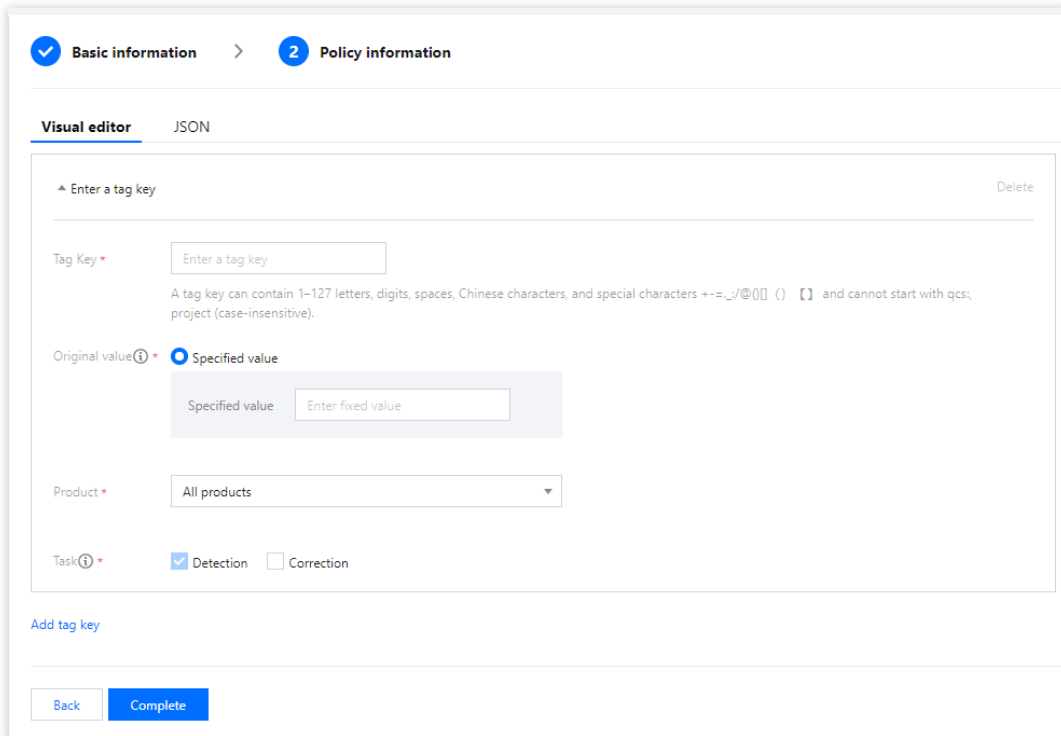 2
Basic information > Policy information
Visual editor JSON
Enter a tag key Delete
Tag Key *
Enter a tag key
A tag key can contain 1–127 letters, digits, spaces, Chinese characters, and special characters +-=._:/@()[]（）【】 and cannot start with qcs:,
project (case-insensitive).
Original value * Specified value
Specified value Enter fixed value
Product * All products
Task * Detection Correction
Add tag key
Back Complete